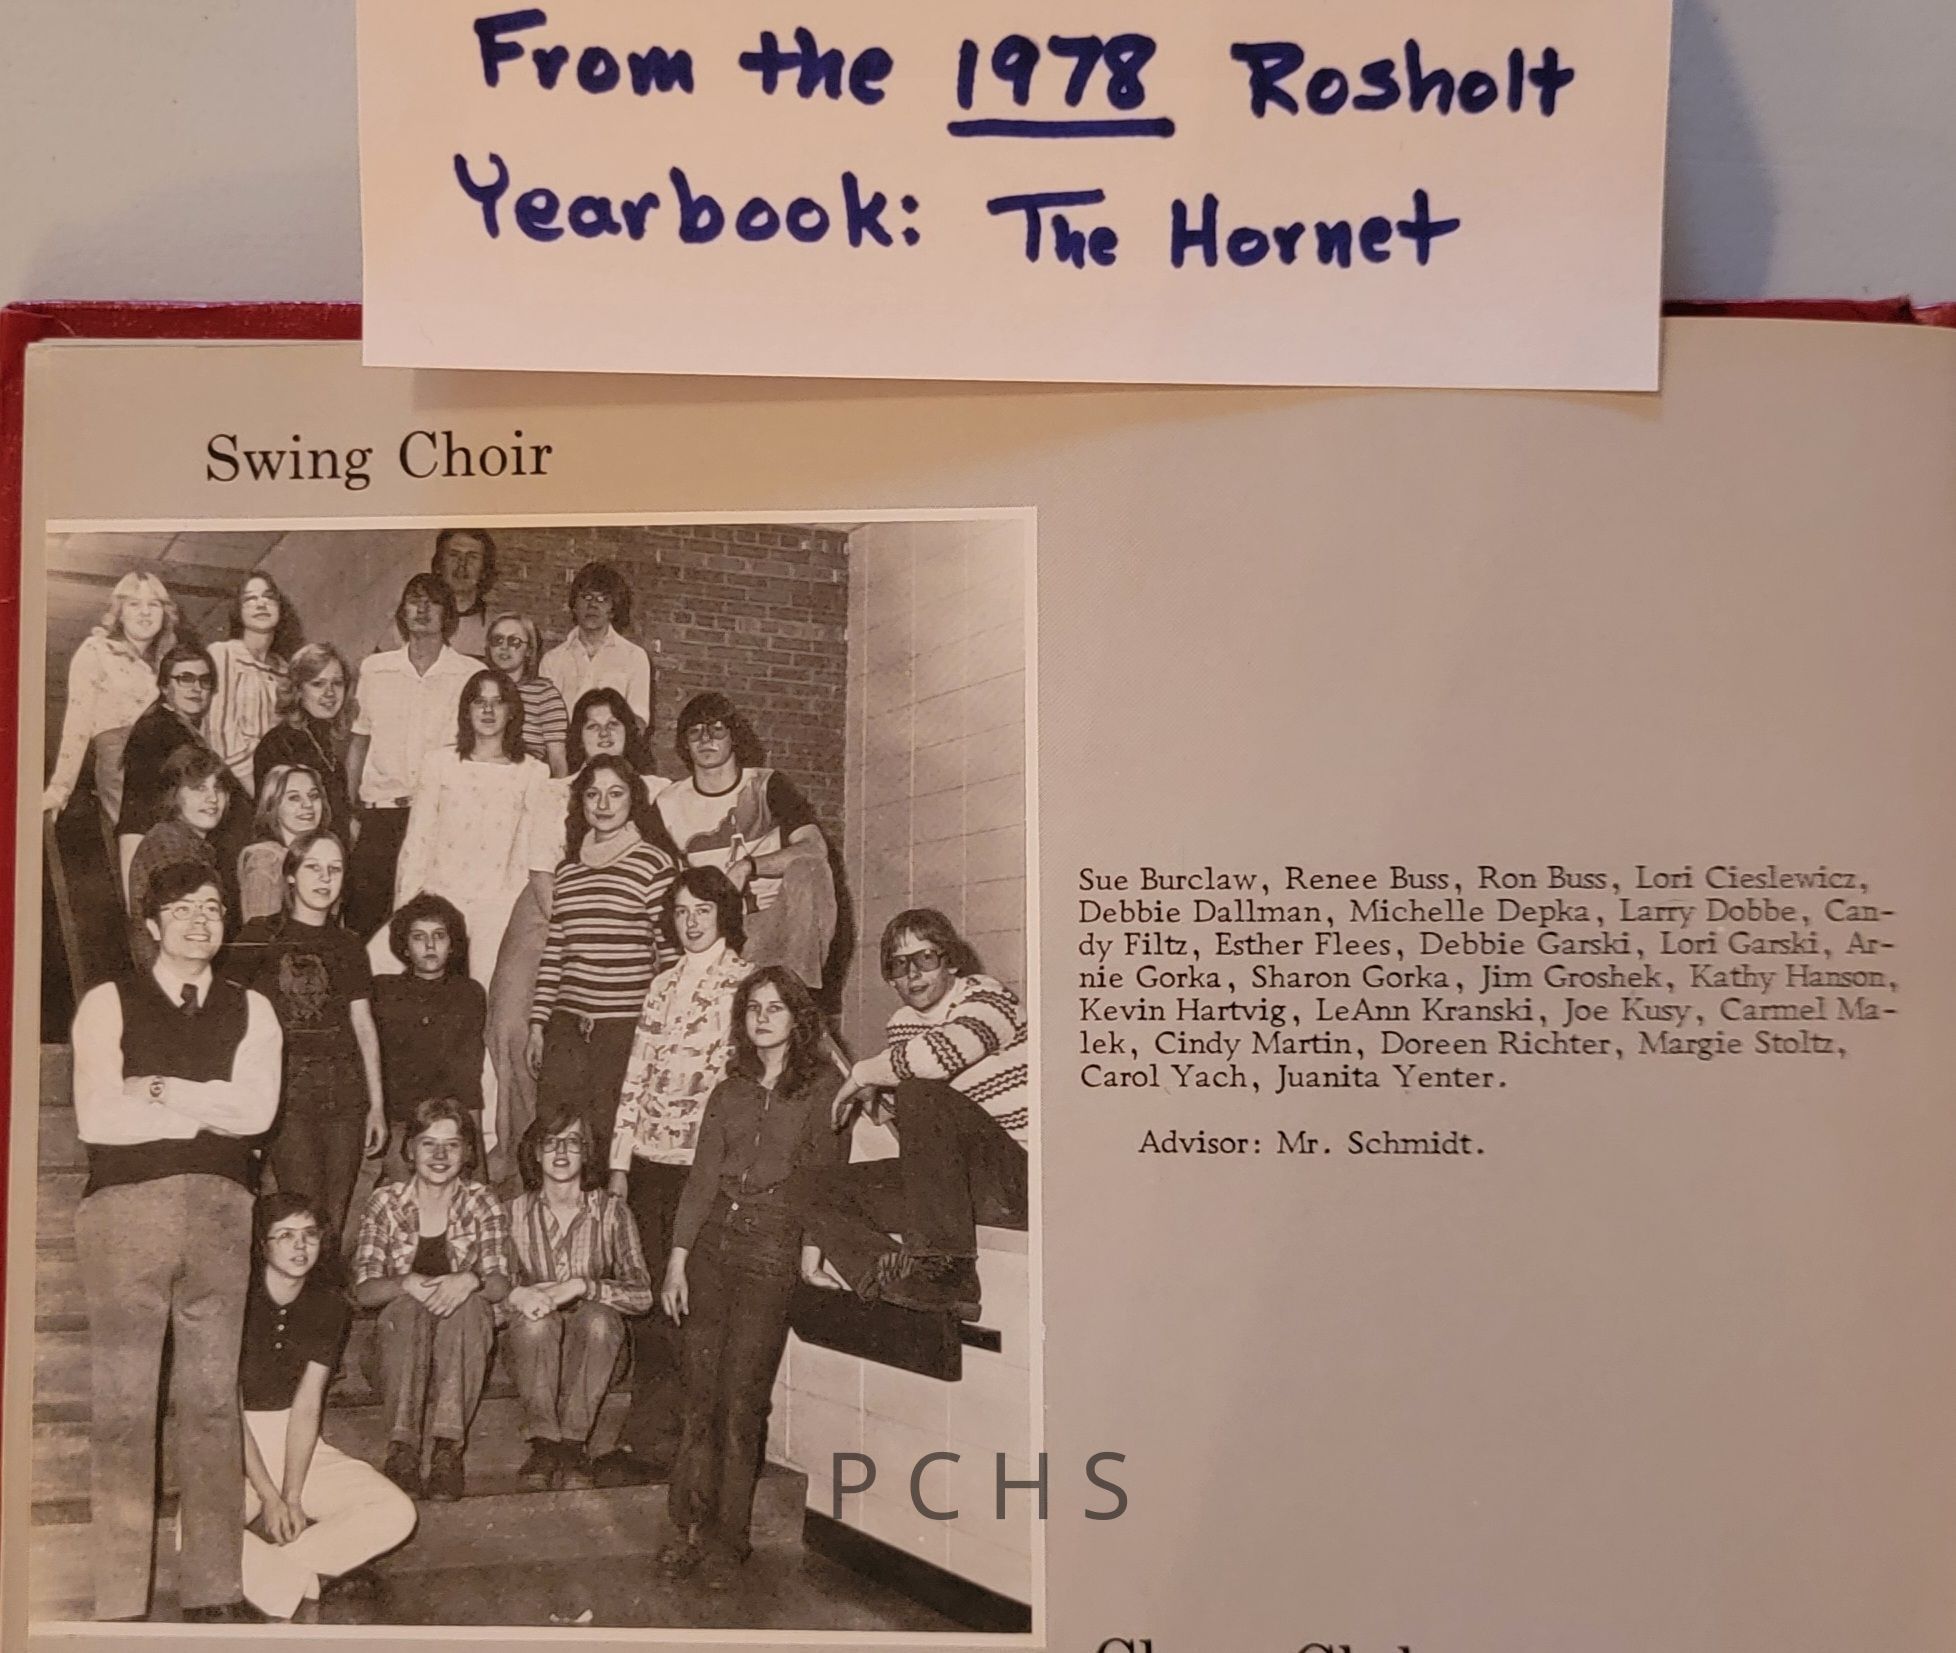 From the 1978 Rosholt
Yearbook: The Hornet
Swing Choir
Sue Burclaw, Renee Buss, Ron Buss, Lori Cieslewicz,
Debbie Dallman, Michelle Depka, Larry Dobbe, Can-
dy Filtz, Esther Flees, Debbie Garski, Lori Garski, Ar-
nie Gorka, Sharon Gorka, Jim Groshek, Kathy Hanson,
Kevin Hartvig, LeAnn Kranski, Joe Kusy, Carmel Ma-
lek, Cindy Martin, Doreen Richter, Margie Stoltz,
Carol Yach, Juanita Yenter.
Advisor: Mr. Schmidt.
PCHS